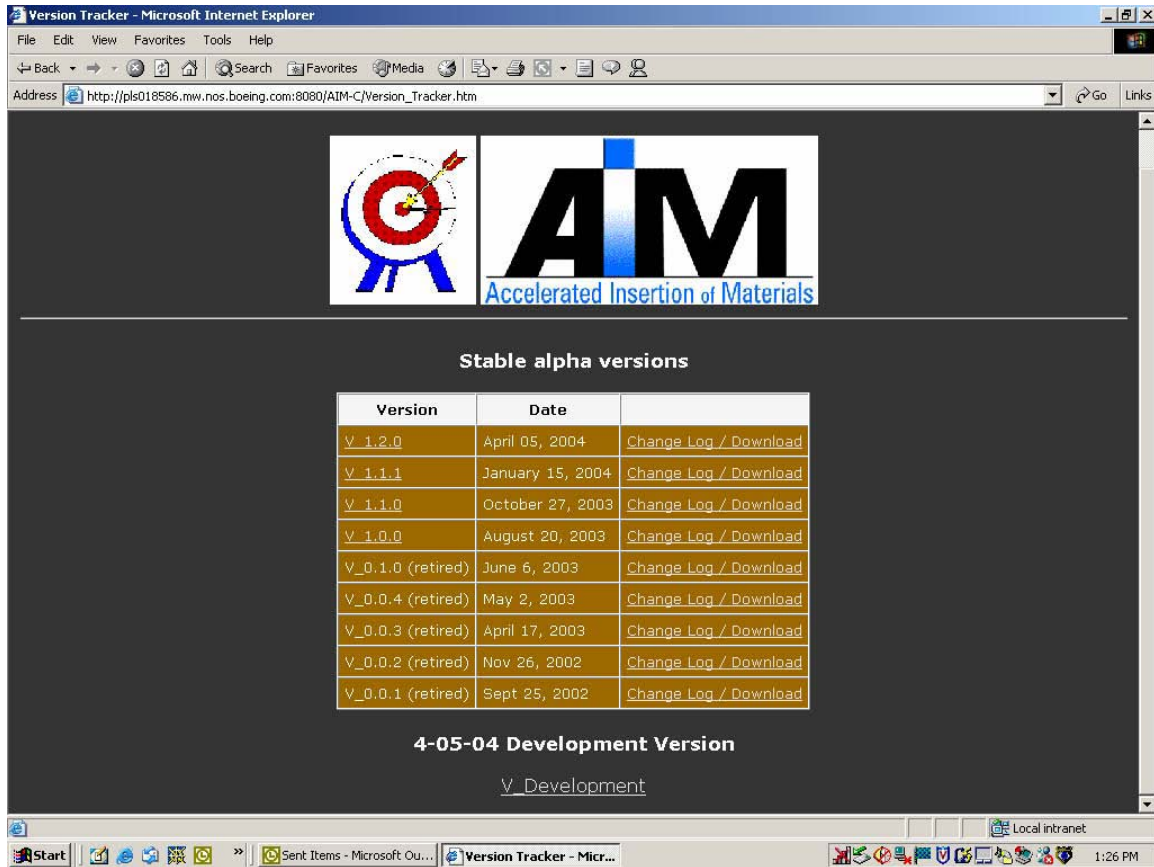 Version Tracker - Microsoft Internet Explorer
File Edit View Favorites Tools Help
Back Search Favorites Media
Address http://pls018586.mw.nos.boeing.com:8080/AIM-C/Version_Tracker.htm Go Links
AiM
Accelerated Insertion of Materials
Stable alpha versions
Version Date
V_1.2.0 April 05, 2004 Change Log / Download
V_1.1.1 January 15, 2004 Change Log / Download
V_1.1.0 October 27, 2003 Change Log / Download
V_1.0.0 August 20, 2003 Change Log / Download
V_0.1.0 (retired) June 6, 2003 Change Log / Download
V_0.0.4 (retired) May 2, 2003 Change Log / Download
V_0.0.3 (retired) April 17, 2003 Change Log / Download
V_0.0.2 (retired) Nov 26, 2002 Change Log / Download
V_0.0.1 (retired) Sept 25, 2002 Change Log / Download
4-05-04 Development Version
V_Development
Local intranet
Start » Sent Items - Microsoft Ou... Version Tracker - Micr... 1:26 PM